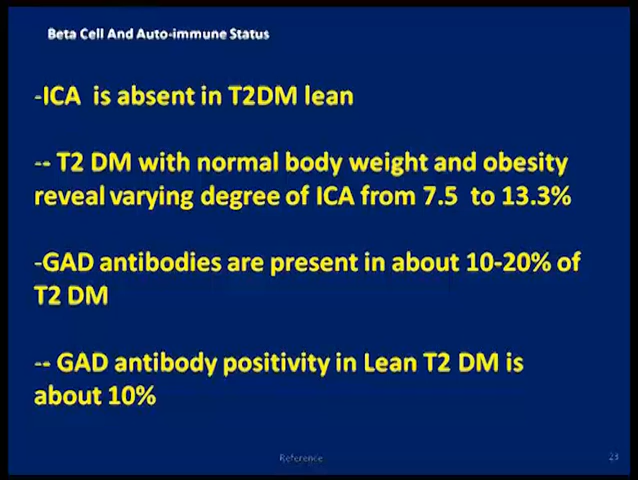 Beta Cell And Auto-immune Status
-ICA is absent in T2DM lean
-- T2 DM with normal body weight and obesity
reveal varying degree of ICA from 7.5 to 13.3%
-GAD antibodies are present in about 10-20% of
T2 DM
-- GAD antibody positivity in Lean T2 DM is
about 10%
Reference
23